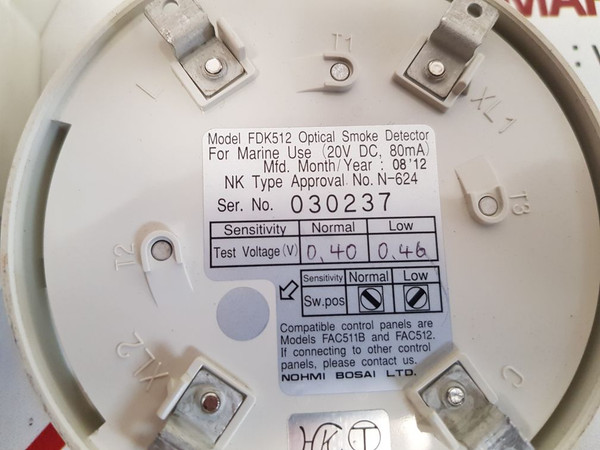 T1
XL1
Model FDK512 Optical Smoke Detector
For Marine Use (20V DC, 80mA)
Mfd. Month/Year : 08'12
NK Type Approval No. N-624
Ser. No. 030237
T3
Sensitivity Normal Low
Test Voltage (V) 0.40 0.46
T2
Sensitivity Normal Low
Sw.pos
Compatible control panels are
Models FAC511B and FAC512.
If connecting to other control
panels, please contact us.
NOHMI BOSAI LTD.
XL2
C